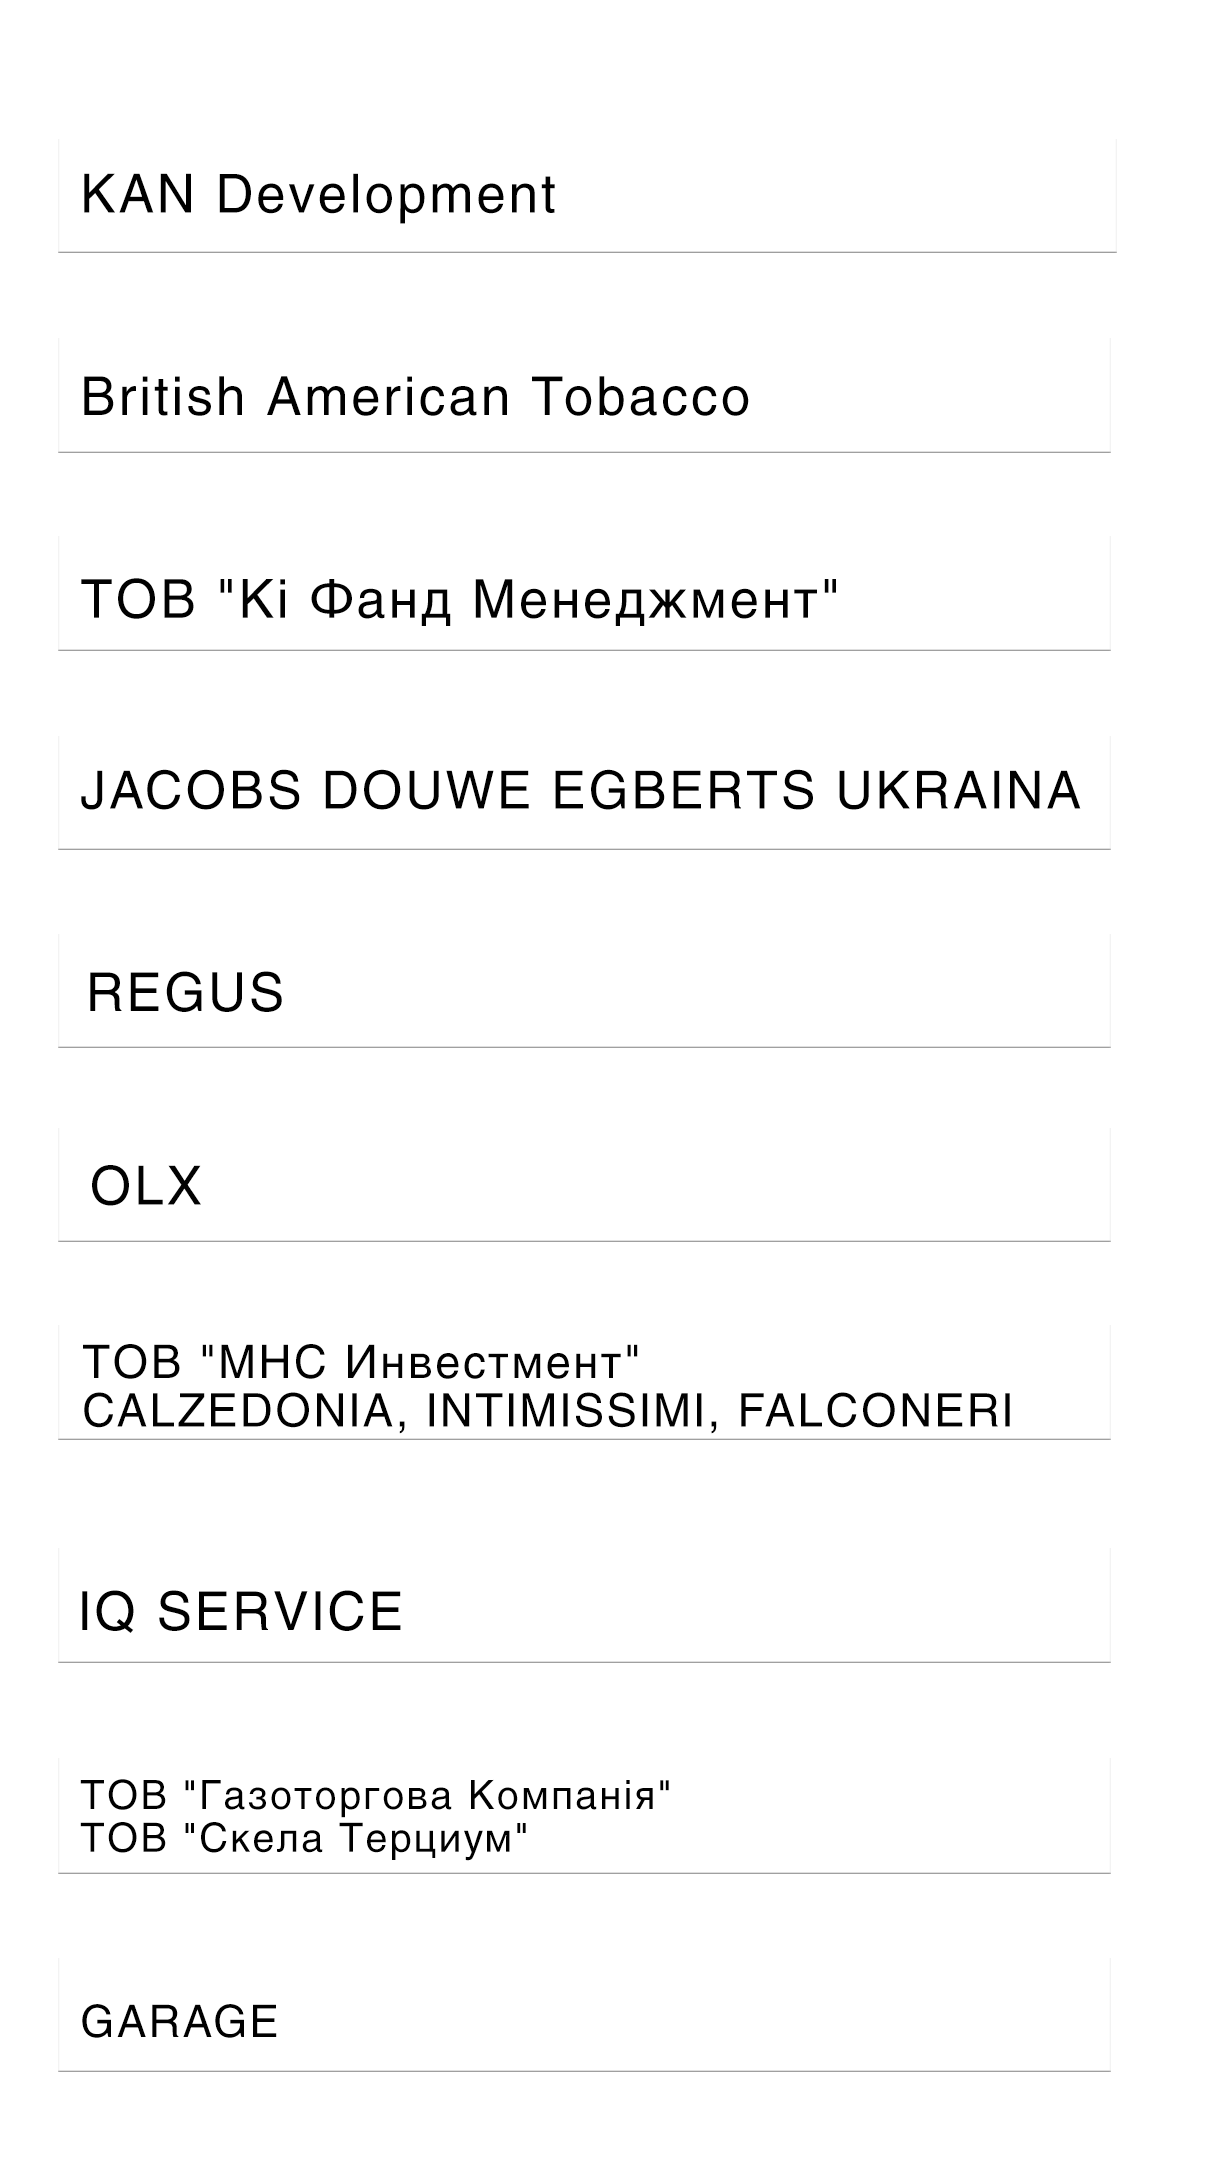 KAN Development
British American Tobacco
ТОВ "Кі Фанд Менеджмент"
JACOBS DOUWE EGBERTS UKRAINA
REGUS
OLX
ТОВ "МНС Инвестмент"
CALZEDONIA, INTIMISSIMI, FALCONERI
IQ SERVICE
ТОВ "Газоторгова Компанія"
ТОВ "Скела Терциум"
GARAGE